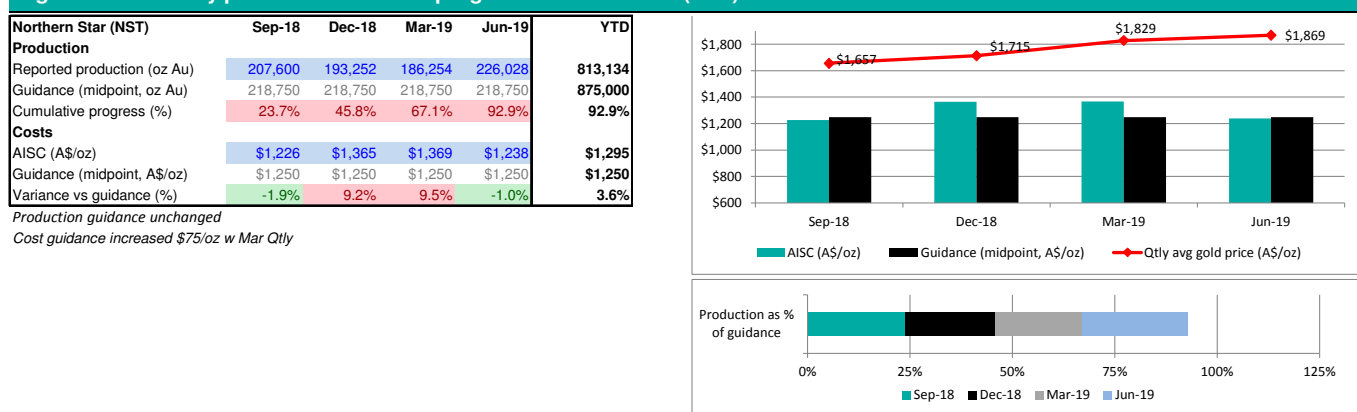 Northern Star (NST) Sep-18 Dec-18 Mar-19 Jun-19 YTD
Production
Reported production (oz Au) 207,600 193,252 186,254 226,028 813,134
Guidance (midpoint, oz Au) 218,750 218,750 218,750 218,750 875,000
Cumulative progress (%) 23.7% 45.8% 67.1% 92.9% 92.9%
Costs
AISC (A$/oz) $1,226 $1,365 $1,369 $1,238 $1,295
Guidance (midpoint, A$/oz) $1,250 $1,250 $1,250 $1,250 $1,250
Variance vs guidance (%) -1.9% 9.2% 9.5% -1.0% 3.6%
Production guidance unchanged
Cost guidance increased $75/oz w Mar Qtly
$1,800
$1,600
$1,400
$1,200
$1,000
$800
$600
$1,657
$1,715
$1,829
$1,869
Sep-18 Dec-18 Mar-19 Jun-19
AISC (A$/oz) Guidance (midpoint, A$/oz) Qtly avg gold price (A$/oz)
Production as %
of guidance
0% 25% 50% 75% 100% 125%
Sep-18 Dec-18 Mar-19 Jun-19